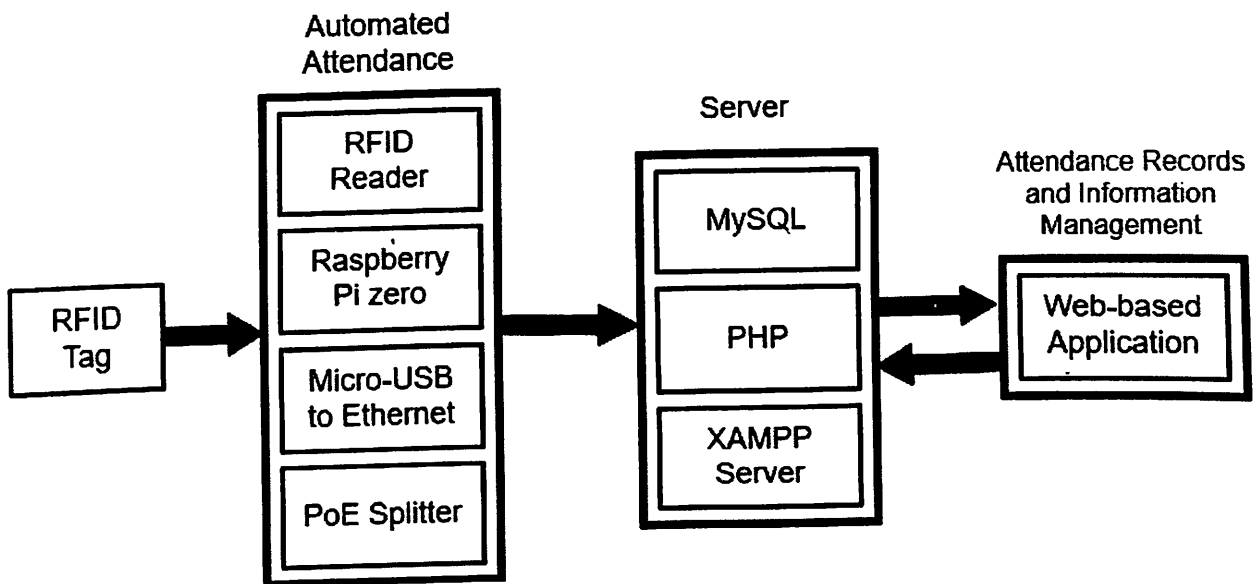 Automated
Attendance
RFID
Reader
Raspberry
Pi zero
Micro-USB
to Ethernet
PoE Splitter
RFID
Tag
Server
MySQL
PHP
XAMPP
Server
Attendance Records
and Information
Management
Web-based
Application